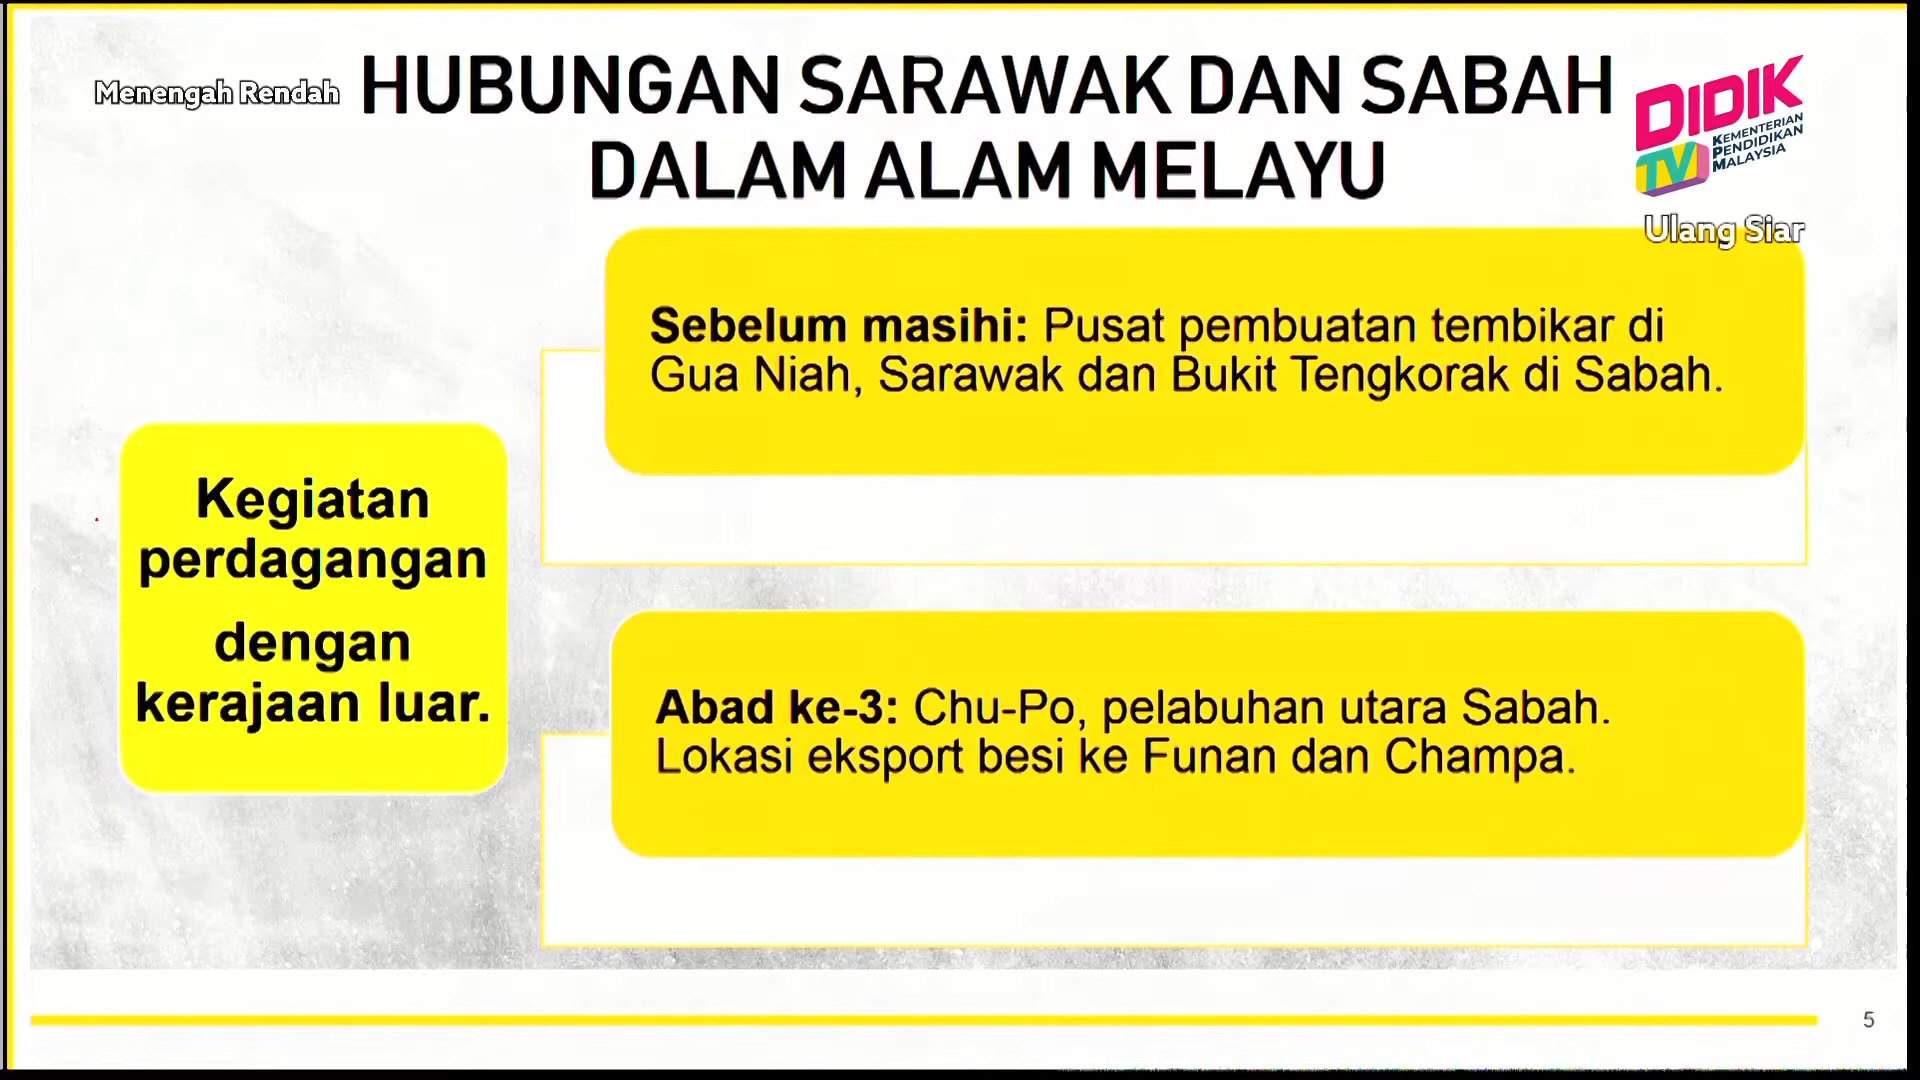 Menengah Rendah
HUBUNGAN SARAWAK DAN SABAH
DALAM ALAM MELAYU
DIDIK
TV
KEMENTERIAN
PENDIDIKAN
MALAYSIA
Ulang Siar
Kegiatan
perdagangan
dengan
kerajaan luar.
Sebelum masihi: Pusat pembuatan tembikar di
Gua Niah, Sarawak dan Bukit Tengkorak di Sabah.
Abad ke-3: Chu-Po, pelabuhan utara Sabah.
Lokasi eksport besi ke Funan dan Champa.
5